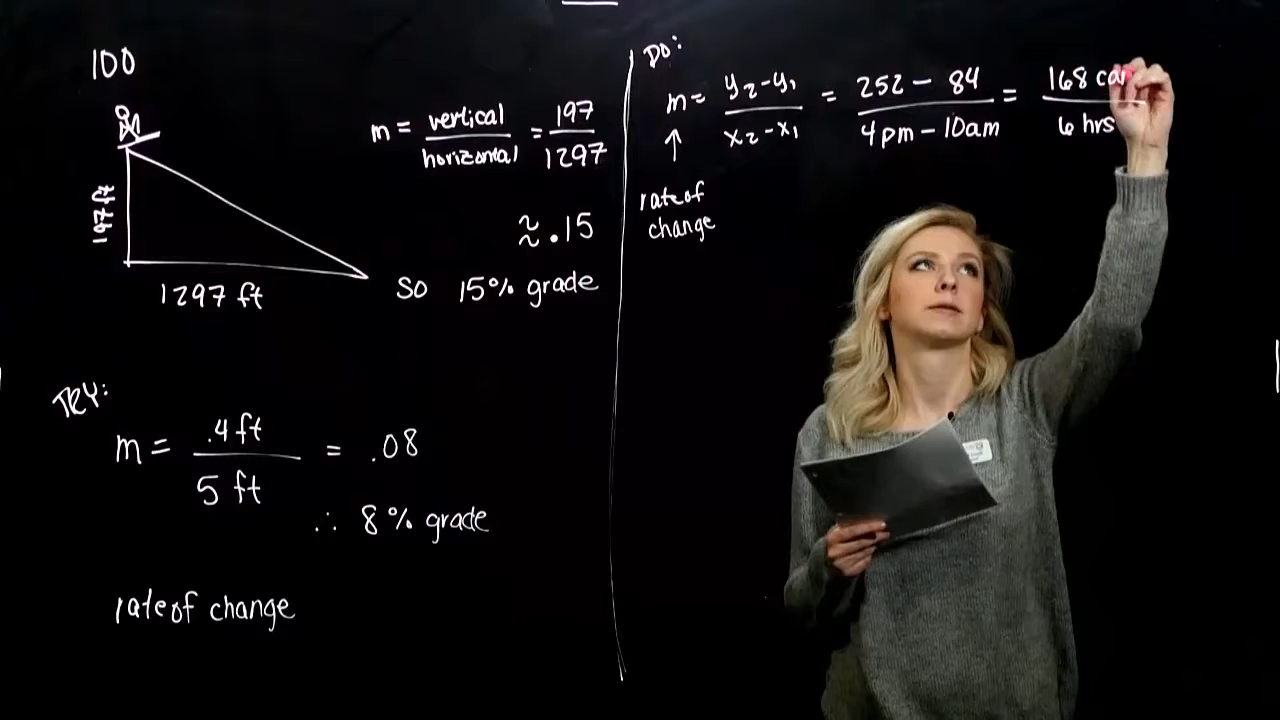 100
197 ft
1297 ft
m = vertical / horizontal = 197 / 1297
≈ .15
so 15% grade
TRY:
m = .4 ft / 5 ft = .08
∴ 8% grade
rate of change
DO:
m = y₂-y₁ / x₂-x₁ = 252 - 84 / 4pm - 10am = 168 car / 6 hrs
↑
rate of
change